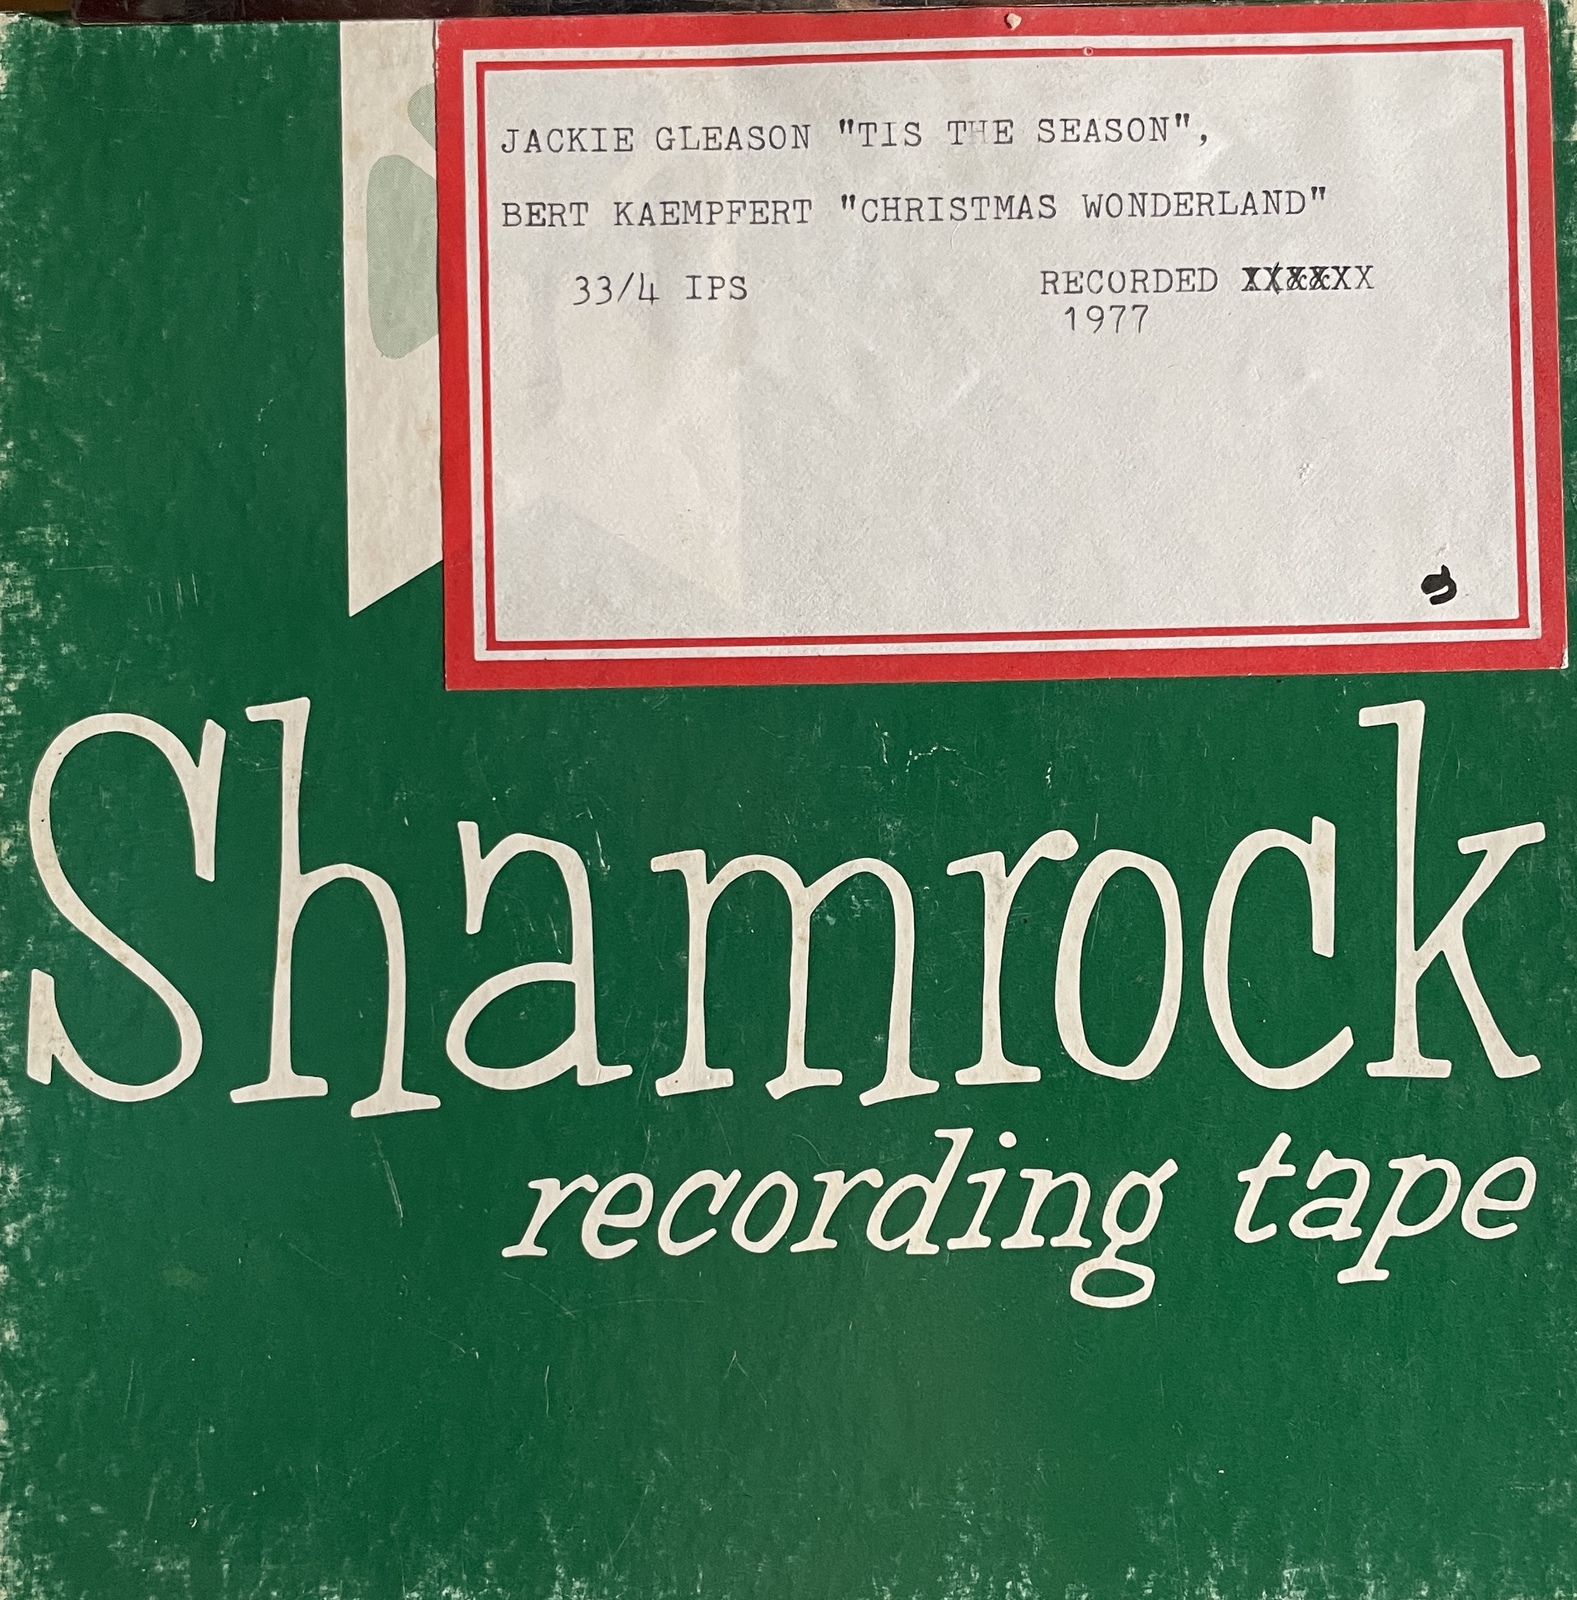 JACKIE GLEASON "TIS THE SEASON",
BERT KAEMPFERT "CHRISTMAS WONDERLAND"
33/4 IPS RECORDED XXXXXX
1977
Shamrock
recording tape